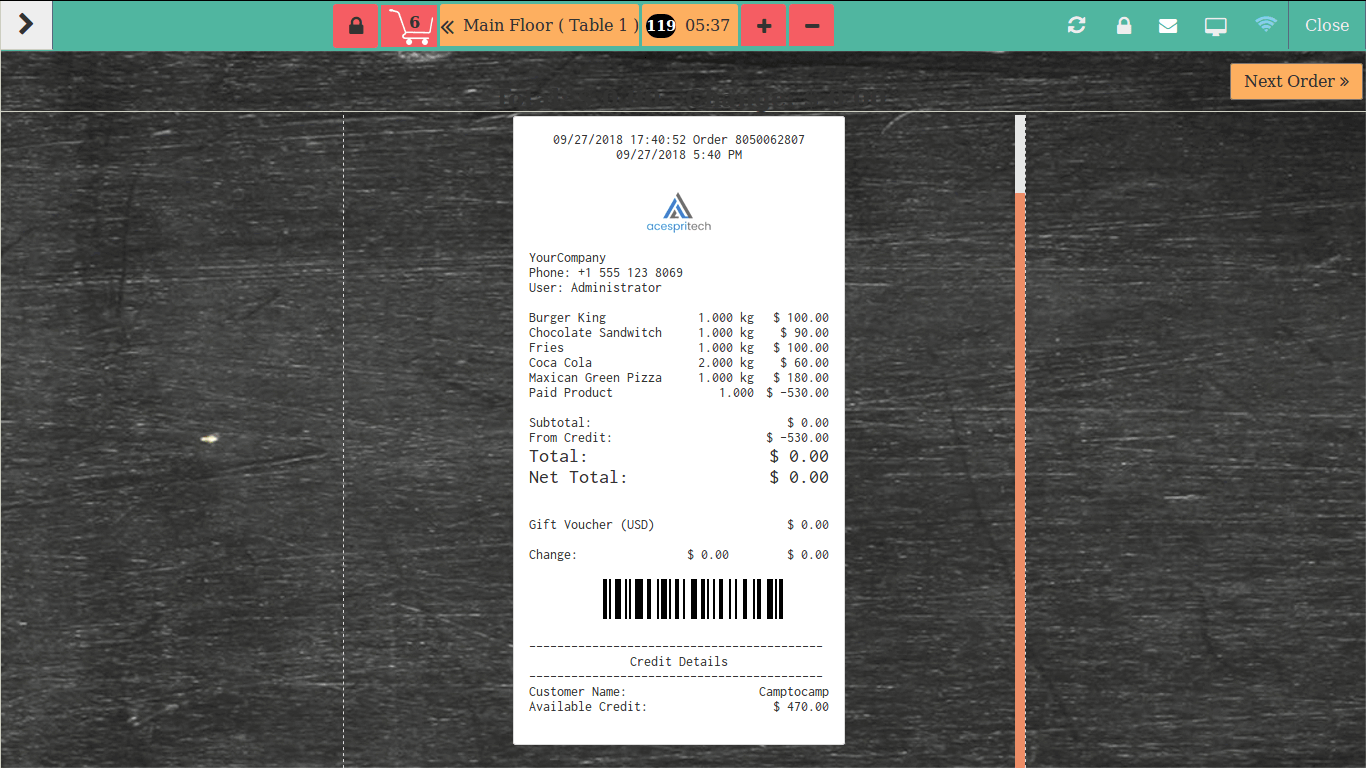 6
Main Floor ( Table 1 )
119
05:37
+
−
Close
Next Order »
09/27/2018 17:40:52 Order 8050062807
09/27/2018 5:40 PM
acespritech
YourCompany
Phone: +1 555 123 8069
User: Administrator
Burger King 1.000 kg $ 100.00
Chocolate Sandwitch 1.000 kg $ 90.00
Fries 1.000 kg $ 100.00
Coca Cola 2.000 kg $ 60.00
Maxican Green Pizza 1.000 kg $ 180.00
Paid Product 1.000 $ -530.00
Subtotal: $ 0.00
From Credit: $ -530.00
Total: $ 0.00
Net Total: $ 0.00
Gift Voucher (USD) $ 0.00
Change: $ 0.00 $ 0.00
------------------------------------------
Credit Details
------------------------------------------
Customer Name: Camptocamp
Available Credit: $ 470.00